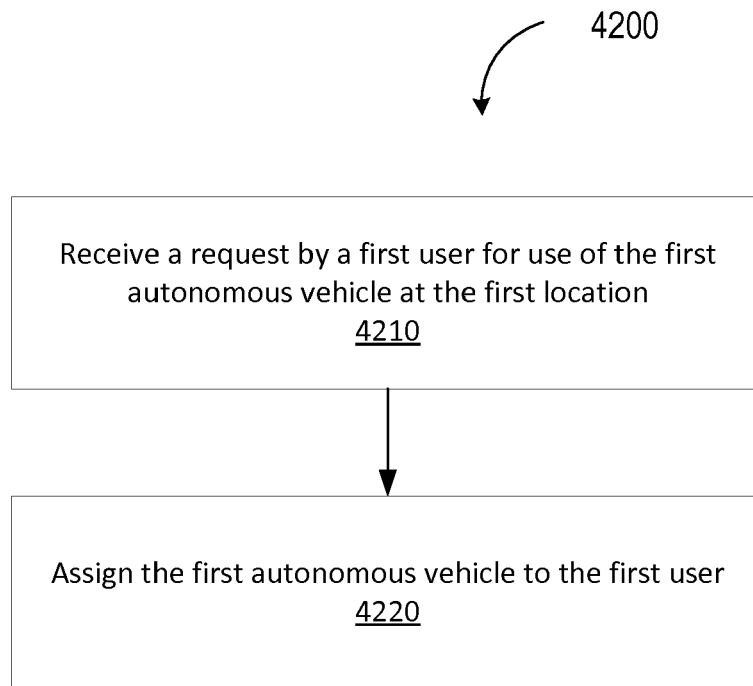 4200
Receive a request by a first user for use of the first
autonomous vehicle at the first location
4210
Assign the first autonomous vehicle to the first user
4220